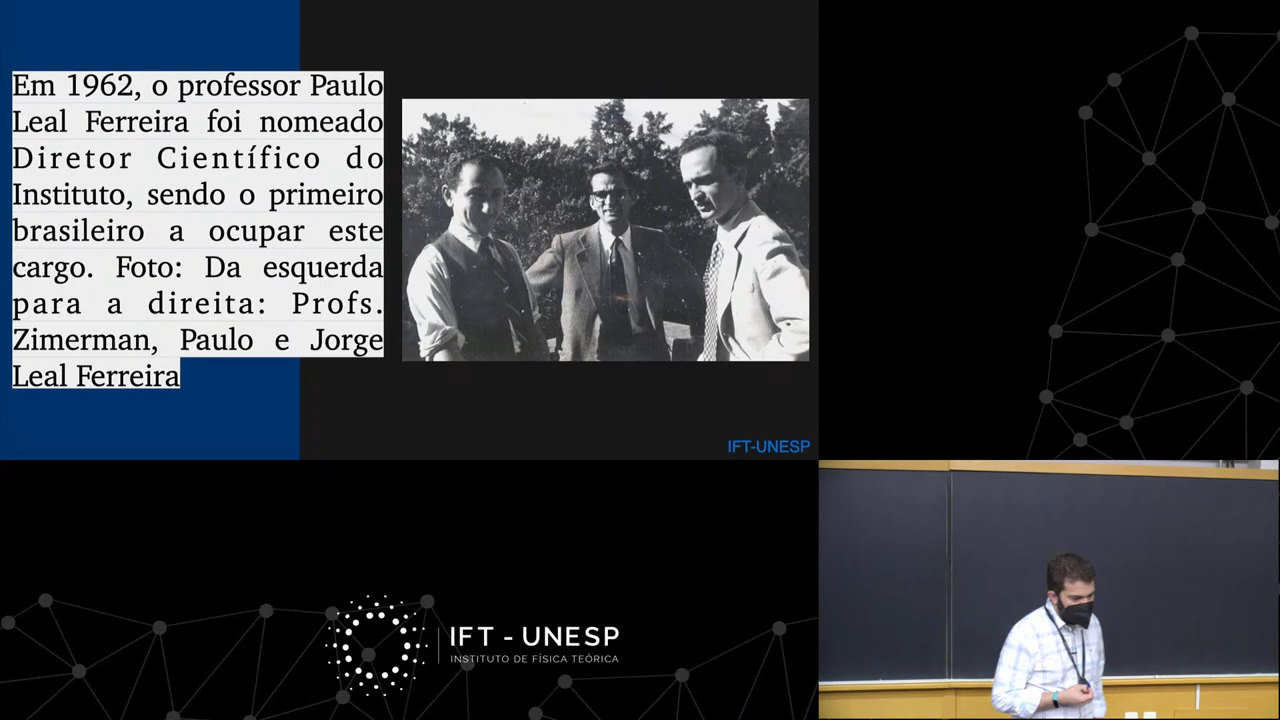 Em 1962, o professor Paulo
Leal Ferreira foi nomeado
Diretor Científico do
Instituto, sendo o primeiro
brasileiro a ocupar este
cargo. Foto: Da esquerda
para a direita: Profs.
Zimerman, Paulo e Jorge
Leal Ferreira
IFT-UNESP
IFT - UNESP
INSTITUTO DE FÍSICA TEÓRICA